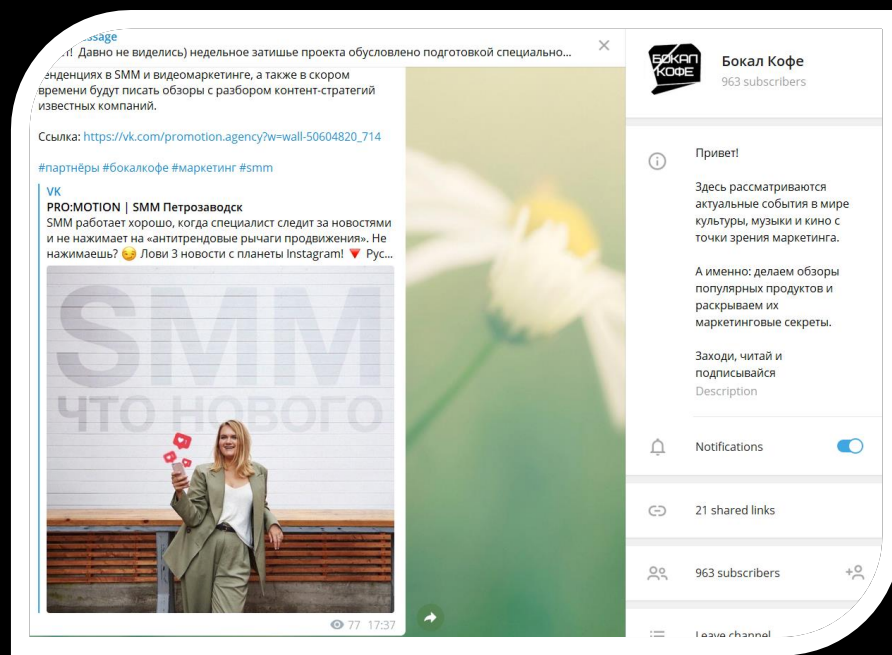 т! Давно не виделись) недельное затишье проекта обусловлено подготовкой специально...
тенденциях в SMM и видеомаркетинге, а также в скором
времени будут писать обзоры с разбором контент-стратегий
известных компаний.
Ссылка: https://vk.com/promotion.agency?w=wall-50604820_714
#партнёры #бокалкофе #маркетинг #smm
VK
PRO:MOTION | SMM Петрозаводск
SMM работает хорошо, когда специалист следит за новостями
и не нажимает на «антитрендовые рычаги продвижения». Не
нажимаешь? 😏 Лови 3 новости с планеты Instagram! 🔻 Рус...
SMM
ЧТО НОВОГО
77 17:37
БОКАЛ
КОФЕ
Бокал Кофе
963 subscribers
Привет!
Здесь рассматриваются
актуальные события в мире
культуры, музыки и кино с
точки зрения маркетинга.
А именно: делаем обзоры
популярных продуктов и
раскрываем их
маркетинговые секреты.
Заходи, читай и
подписывайся
Description
Notifications
21 shared links
963 subscribers
Leave channel